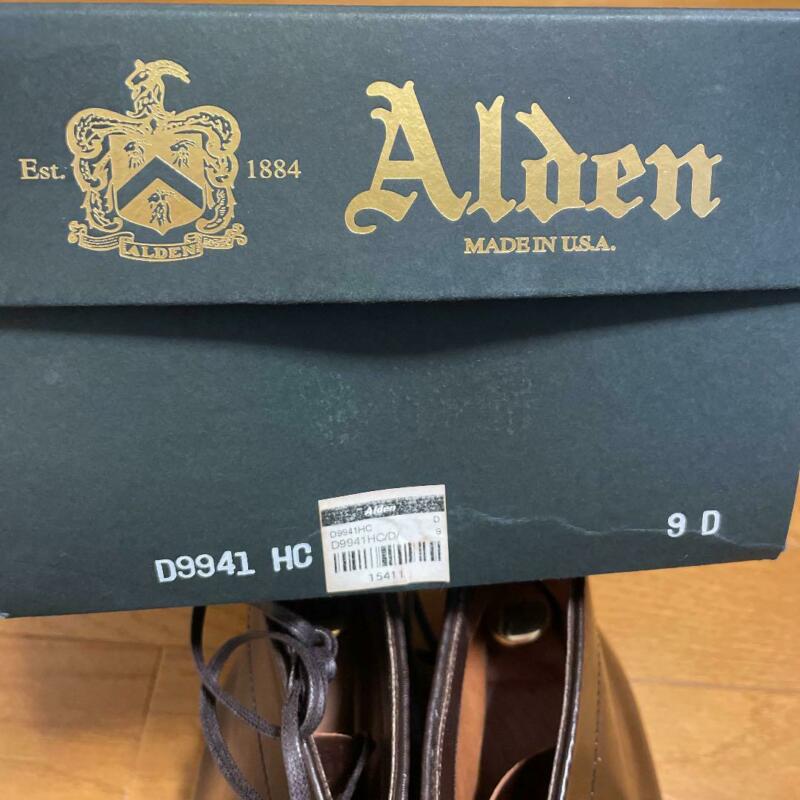 Est. 1884
ALDEN
Alden
MADE IN U.S.A.
Alden
D9941HC D
D9941HC/D/ 9
15411
D9941 HC
9 D